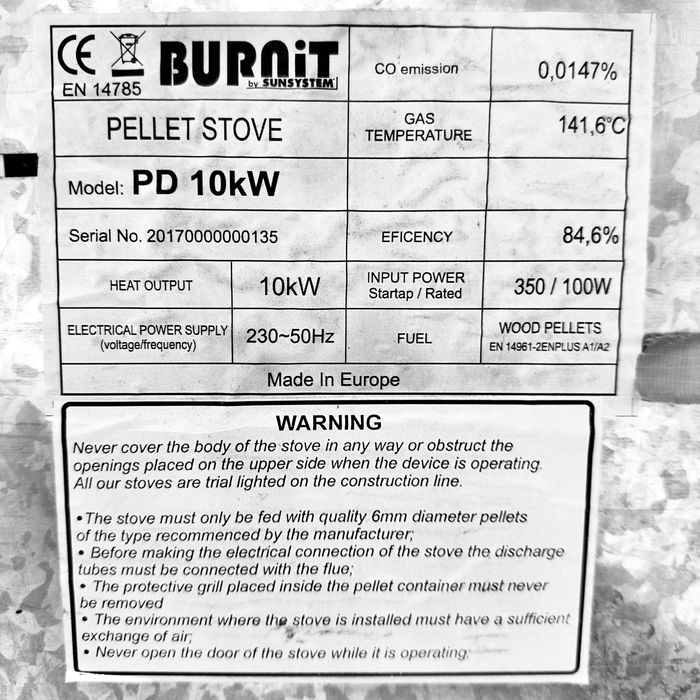 CE
EN 14785
BURNiT
by SUNSYSTEM
CO emission
0,0147%
PELLET STOVE
GAS
TEMPERATURE
141,6°C
Model: PD 10kW
Serial No. 20170000000135
EFICENCY
84,6%
HEAT OUTPUT
10kW
INPUT POWER
Startap / Rated
350 / 100W
ELECTRICAL POWER SUPPLY
(voltage/frequency)
230~50Hz
FUEL
WOOD PELLETS
EN 14961-2ENPLUS A1/A2
Made In Europe
WARNING
Never cover the body of the stove in any way or obstruct the
openings placed on the upper side when the device is operating.
All our stoves are trial lighted on the construction line.
• The stove must only be fed with quality 6mm diameter pellets
of the type recommenced by the manufacturer;
• Before making the electrical connection of the stove the discharge
tubes must be connected with the flue;
• The protective grill placed inside the pellet container must never
be removed
• The environment where the stove is installed must have a sufficient
exchange of air;
• Never open the door of the stove while it is operating;